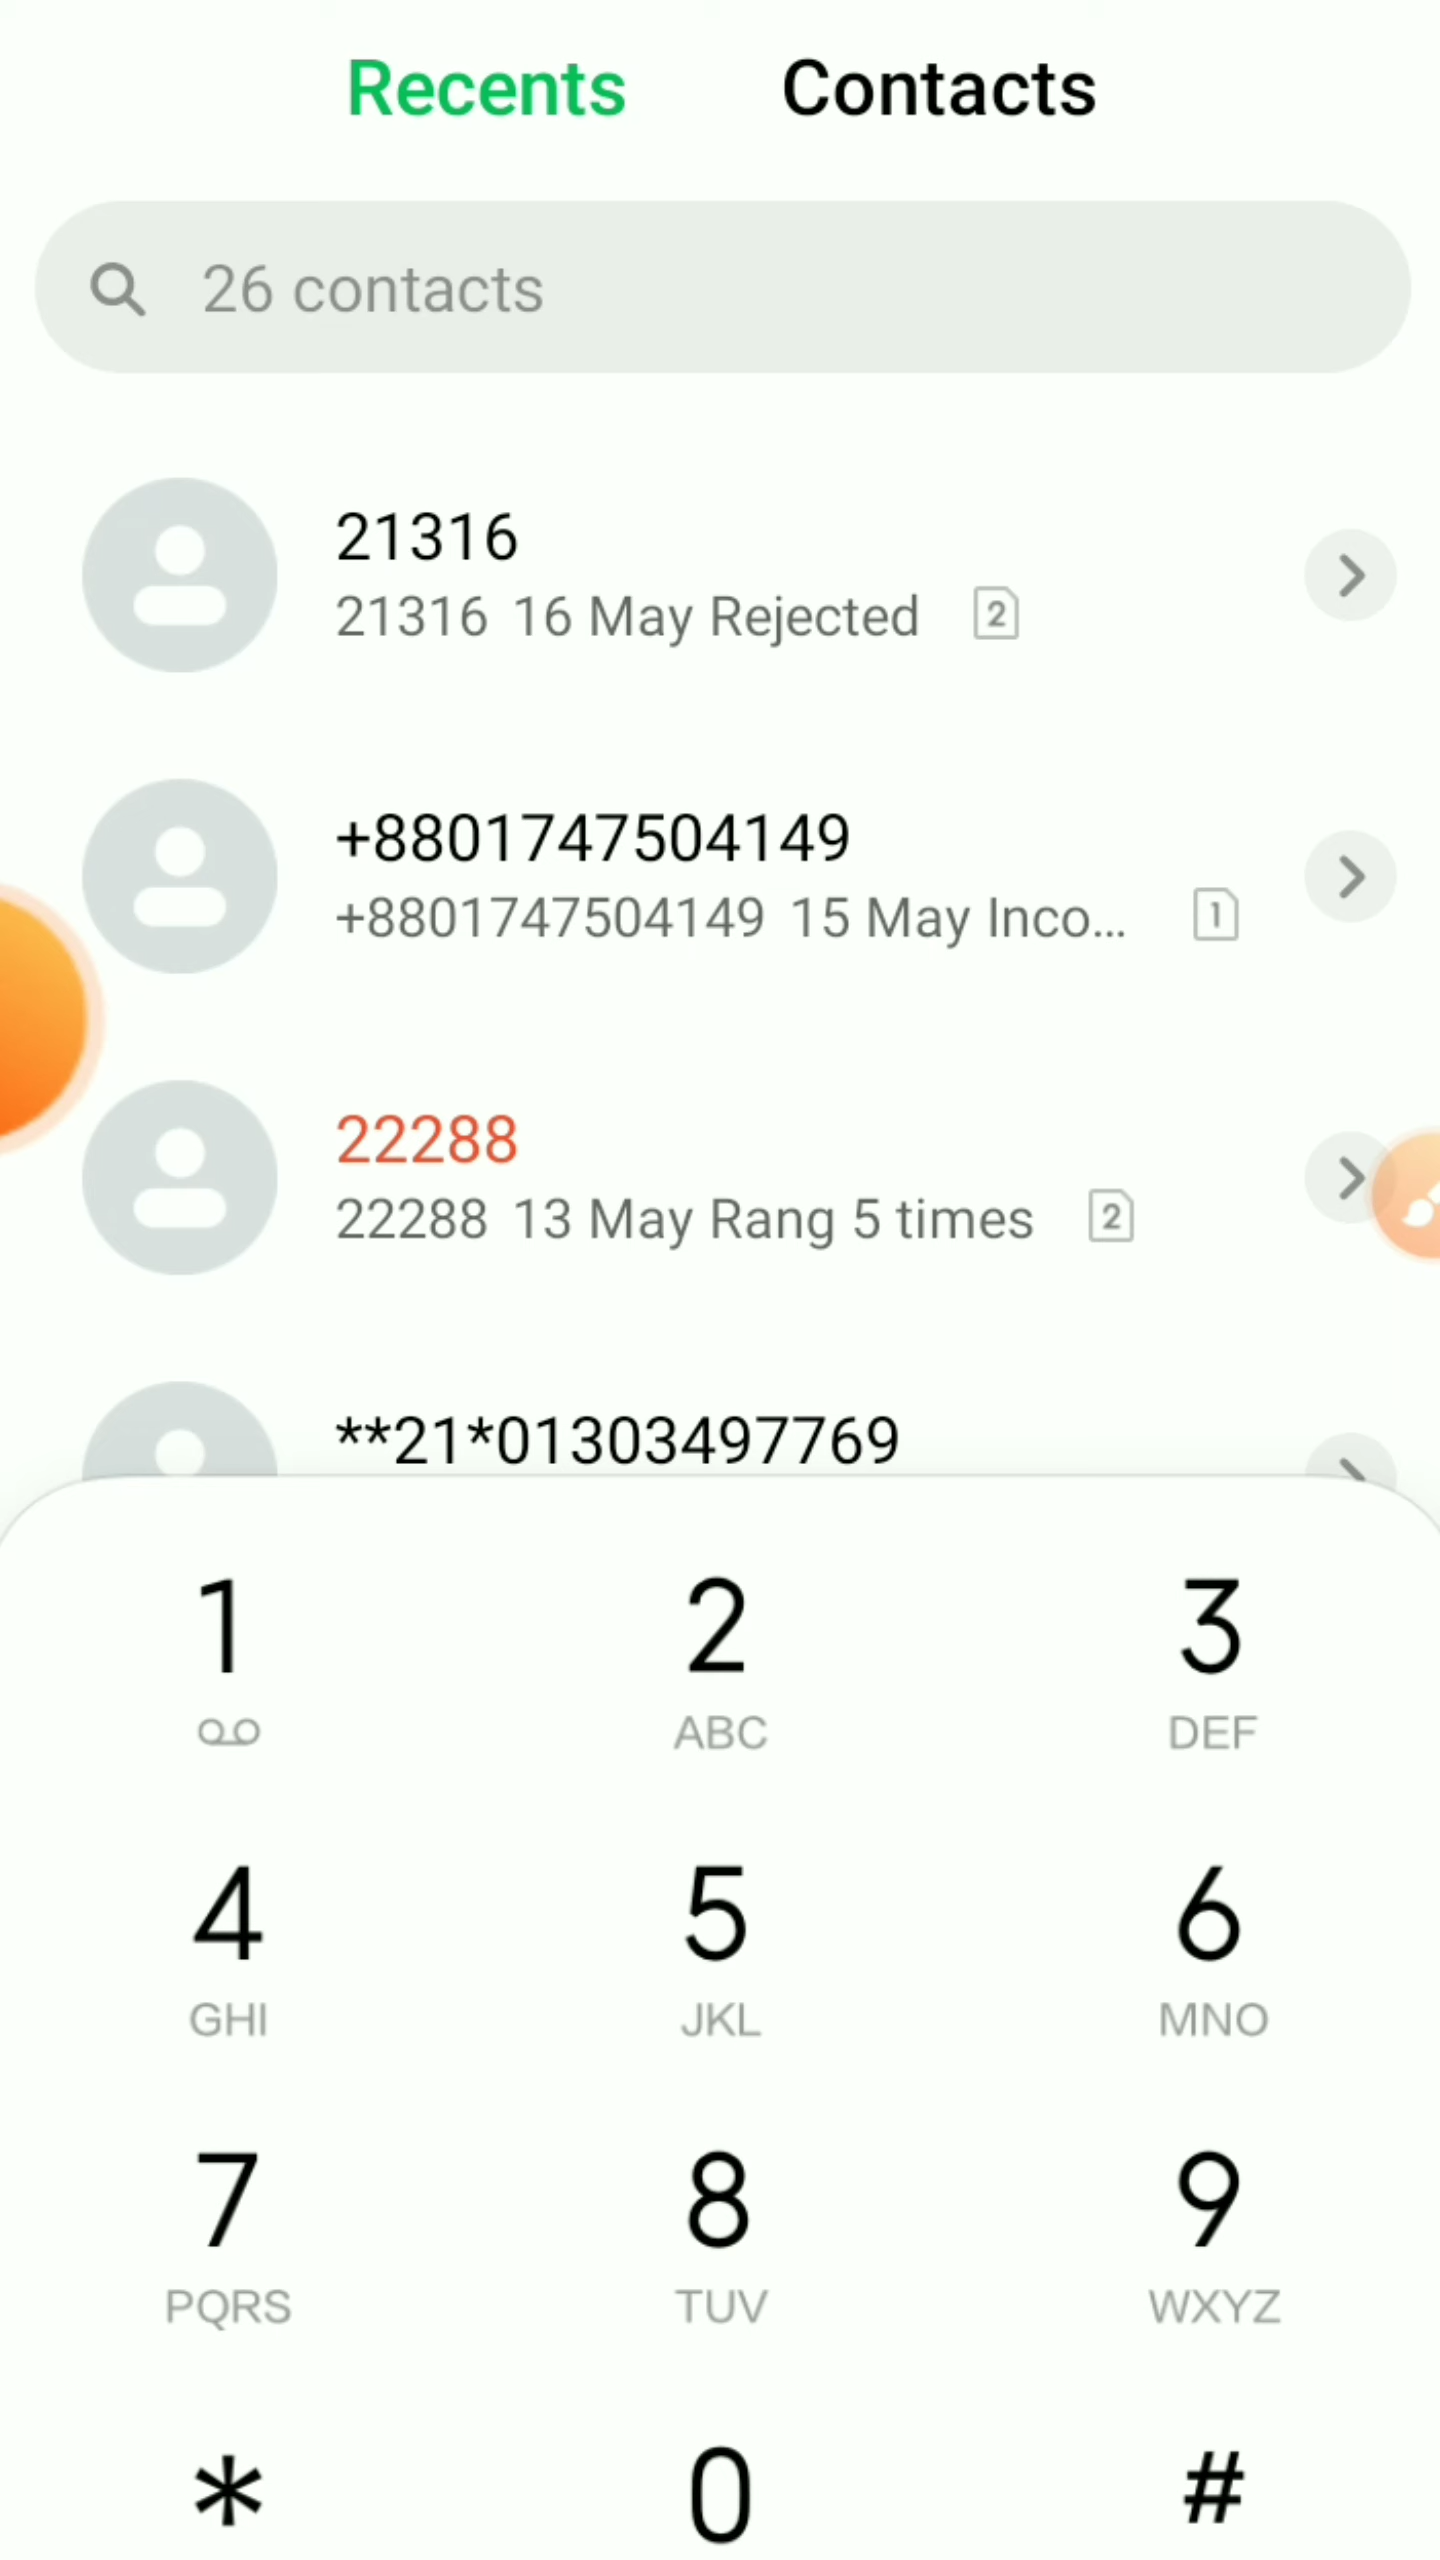 Recents Contacts
26 contacts
21316
21316 16 May Rejected 2
+8801747504149
+8801747504149 15 May Inco... 1
22288
22288 13 May Rang 5 times 2
**21*01303497769
1 2 3
ABC DEF
4 5 6
GHI JKL MNO
7 8 9
PQRS TUV WXYZ
* 0 #